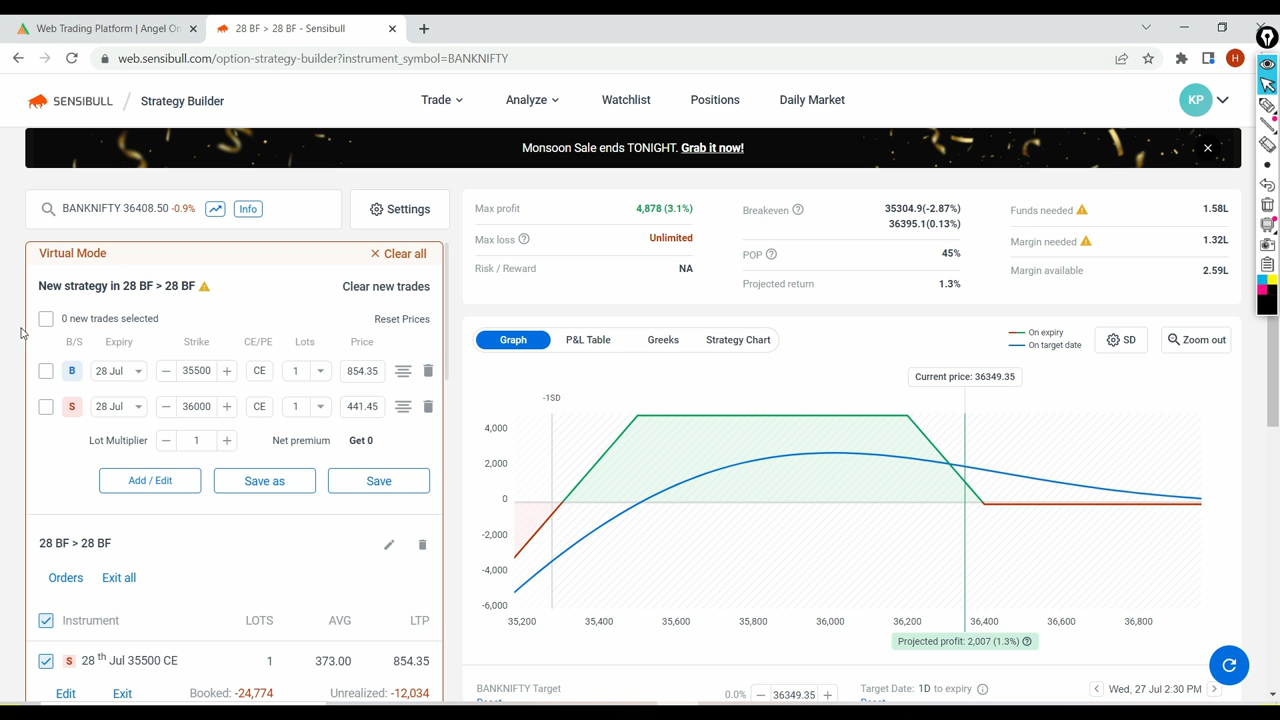 Web Trading Platform | Angel On
28 BF > 28 BF - Sensibull
web.sensibull.com/option-strategy-builder?instrument_symbol=BANKNIFTY
H
SENSIBULL / Strategy Builder
Trade
Analyze
Watchlist
Positions
Daily Market
KP
Monsoon Sale ends TONIGHT. Grab it now!
BANKNIFTY 36408.50 -0.9%
Info
Settings
Virtual Mode
Clear all
New strategy in 28 BF > 28 BF
Clear new trades
0 new trades selected
Reset Prices
B/S Expiry Strike CE/PE Lots Price
B 28 Jul 35500 CE 1 854.35
S 28 Jul 36000 CE 1 441.45
Lot Multiplier 1 Net premium Get 0
Add / Edit
Save as
Save
28 BF > 28 BF
Orders Exit all
Instrument LOTS AVG LTP
S 28 th Jul 35500 CE 1 373.00 854.35
Edit Exit Booked: -24,774 Unrealized: -12,034
Max profit 4,878 (3.1%)
Max loss Unlimited
Risk / Reward NA
Breakeven 35304.9(-2.87%)
36395.1(0.13%)
POP 45%
Projected return 1.3%
Funds needed 1.58L
Margin needed 1.32L
Margin available 2.59L
Graph
P&L Table
Greeks
Strategy Chart
On expiry
On target date
SD
Zoom out
Current price: 36349.35
-1SD
4,000
2,000
0
-2,000
-4,000
-6,000
35,200 35,400 35,600 35,800 36,000 36,200 36,400 36,600 36,800
Projected profit: 2,007 (1.3%)
BANKNIFTY Target
0.0% 36349.35
Target Date: 1D to expiry
Wed, 27 Jul 2:30 PM